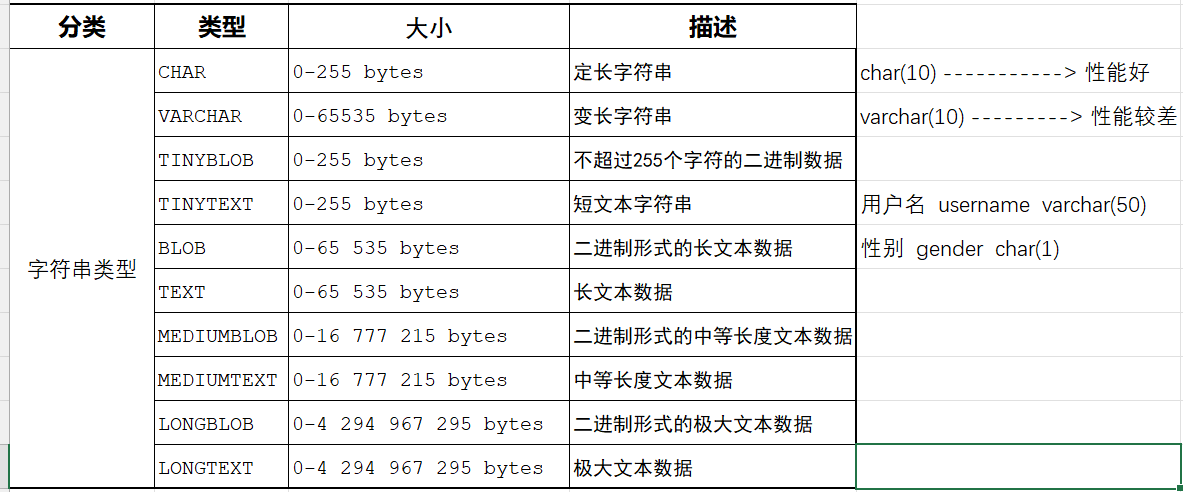 分类 类型 大小 描述
CHAR 0-255 bytes 定长字符串 char(10) -----------> 性能好
VARCHAR 0-65535 bytes 变长字符串 varchar(10) ---------> 性能较差
TINYBLOB 0-255 bytes 不超过255个字符的二进制数据
TINYTEXT 0-255 bytes 短文本字符串 用户名 username varchar(50)
字符串类型 BLOB 0-65 535 bytes 二进制形式的长文本数据 性别 gender char(1)
TEXT 0-65 535 bytes 长文本数据
MEDIUMBLOB 0-16 777 215 bytes 二进制形式的中等长度文本数据
MEDIUMTEXT 0-16 777 215 bytes 中等长度文本数据
LONGBLOB 0-4 294 967 295 bytes 二进制形式的极大文本数据
LONGTEXT 0-4 294 967 295 bytes 极大文本数据